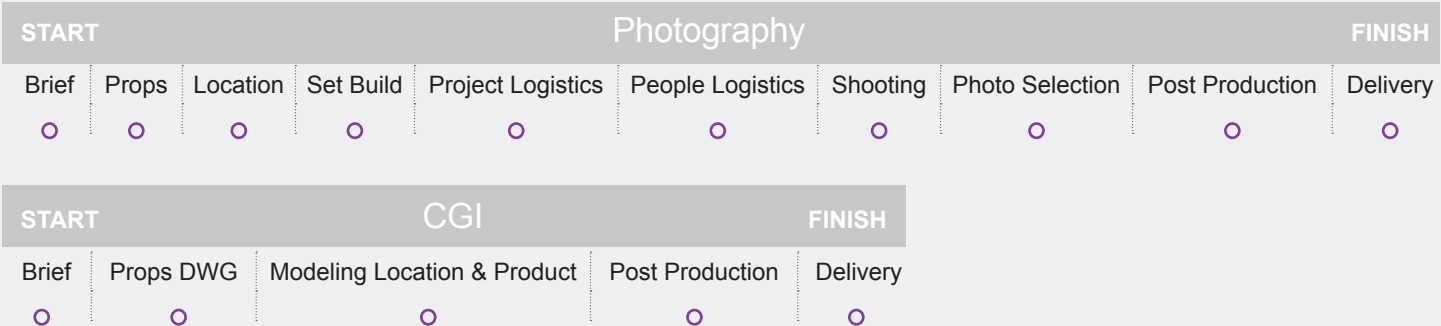 START Photography FINISH
Brief Props Location Set Build Project Logistics People Logistics Shooting Photo Selection Post Production Delivery
START CGI FINISH
Brief Props DWG Modeling Location & Product Post Production Delivery